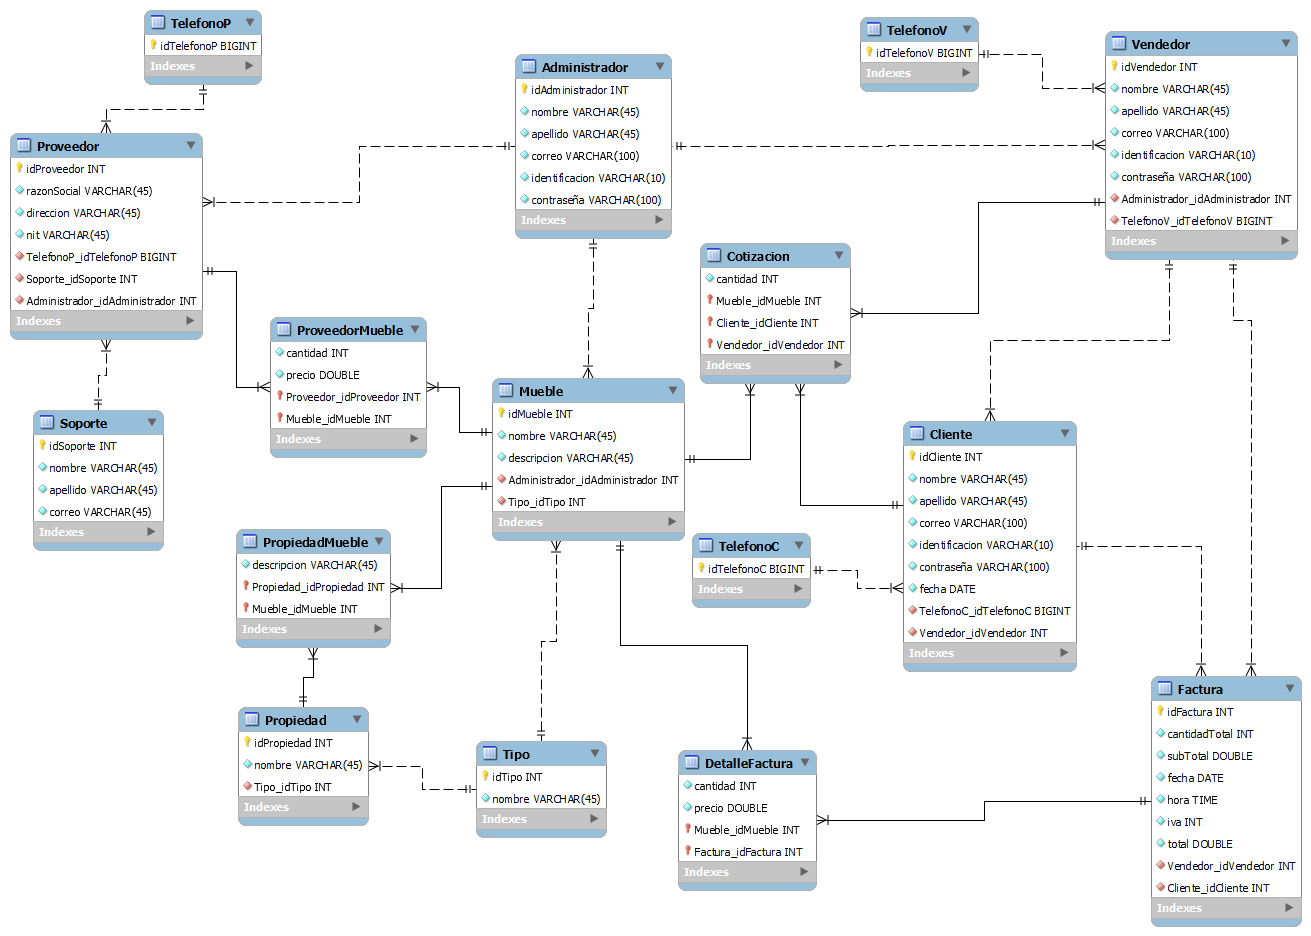 TelefonoP
idTelefonoP BIGINT
Indexes
TelefonoV
idTelefonoV BIGINT
Indexes
Vendedor
idVendedor INT
nombre VARCHAR(45)
apellido VARCHAR(45)
correo VARCHAR(100)
identificacion VARCHAR(10)
contraseña VARCHAR(100)
Administrador_idAdministrador INT
TelefonoV_idTelefonoV BIGINT
Indexes
Administrador
idAdministrador INT
nombre VARCHAR(45)
apellido VARCHAR(45)
correo VARCHAR(100)
identificacion VARCHAR(10)
contraseña VARCHAR(100)
Indexes
Proveedor
idProveedor INT
razonSocial VARCHAR(45)
direccion VARCHAR(45)
nit VARCHAR(45)
TelefonoP_idTelefonoP BIGINT
Soporte_idSoporte INT
Administrador_idAdministrador INT
Indexes
Cotizacion
cantidad INT
Mueble_idMueble INT
Cliente_idCliente INT
Vendedor_idVendedor INT
Indexes
ProveedorMueble
cantidad INT
precio DOUBLE
Proveedor_idProveedor INT
Mueble_idMueble INT
Indexes
Mueble
idMueble INT
nombre VARCHAR(45)
descripcion VARCHAR(45)
Administrador_idAdministrador INT
Tipo_idTipo INT
Indexes
Soporte
idSoporte INT
nombre VARCHAR(45)
apellido VARCHAR(45)
correo VARCHAR(45)
Indexes
Cliente
idCliente INT
nombre VARCHAR(45)
apellido VARCHAR(45)
correo VARCHAR(100)
identificacion VARCHAR(10)
contraseña VARCHAR(100)
fecha DATE
TelefonoC_idTelefonoC BIGINT
Vendedor_idVendedor INT
Indexes
PropiedadMueble
descripcion VARCHAR(45)
Propiedad_idPropiedad INT
Mueble_idMueble INT
Indexes
TelefonoC
idTelefonoC BIGINT
Indexes
Propiedad
idPropiedad INT
nombre VARCHAR(45)
Tipo_idTipo INT
Indexes
Tipo
idTipo INT
nombre VARCHAR(45)
Indexes
DetalleFactura
cantidad INT
precio DOUBLE
Mueble_idMueble INT
Factura_idFactura INT
Indexes
Factura
idFactura INT
cantidadTotal INT
subTotal DOUBLE
fecha DATE
hora TIME
iva INT
total DOUBLE
Vendedor_idVendedor INT
Cliente_idCliente INT
Indexes